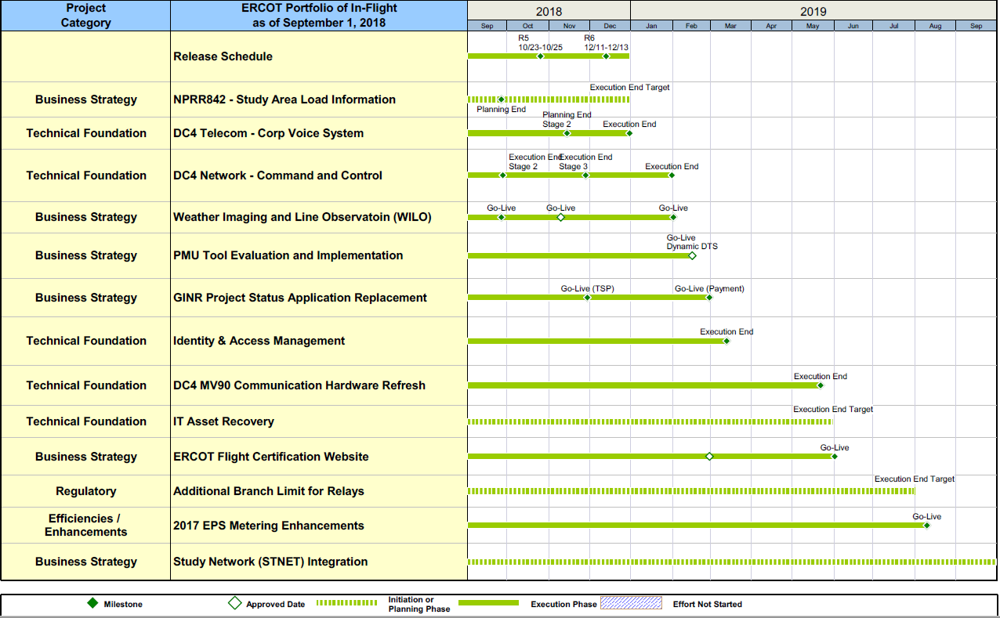 Project
Category
ERCOT Portfolio of In-Flight
as of September 1, 2018
2018
2019
Sep Oct Nov Dec Jan Feb Mar Apr May Jun Jul Aug Sep
Release Schedule
R5
10/23-10/25
R6
12/11-12/13
Business Strategy
NPRR842 - Study Area Load Information
Execution End Target
Planning End
Technical Foundation
DC4 Telecom - Corp Voice System
Planning End
Stage 2
Execution End
Technical Foundation
DC4 Network - Command and Control
Execution End
Stage 2
Execution End
Stage 3
Execution End
Business Strategy
Weather Imaging and Line Observatoin (WILO)
Go-Live
Go-Live
Go-Live
Business Strategy
PMU Tool Evaluation and Implementation
Go-Live
Dynamic DTS
Business Strategy
GINR Project Status Application Replacement
Go-Live (TSP)
Go-Live (Payment)
Technical Foundation
Identity & Access Management
Execution End
Technical Foundation
DC4 MV90 Communication Hardware Refresh
Execution End
Technical Foundation
IT Asset Recovery
Execution End Target
Business Strategy
ERCOT Flight Certification Website
Go-Live
Regulatory
Additional Branch Limit for Relays
Execution End Target
Efficiencies /
Enhancements
2017 EPS Metering Enhancements
Go-Live
Business Strategy
Study Network (STNET) Integration
Milestone
Approved Date
Initiation or
Planning Phase
Execution Phase
Effort Not Started